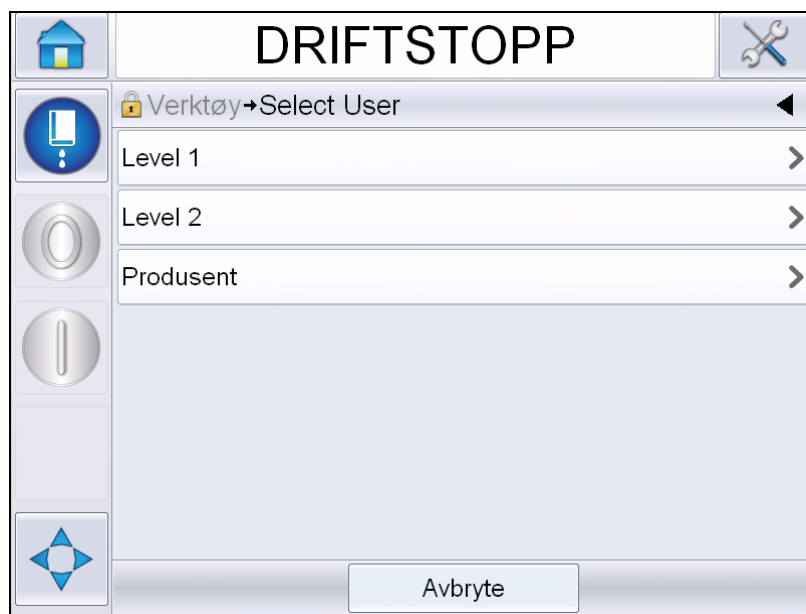 DRIFTSTOPP
Verktøy→Select User
Level 1
Level 2
Produsent
Avbryte